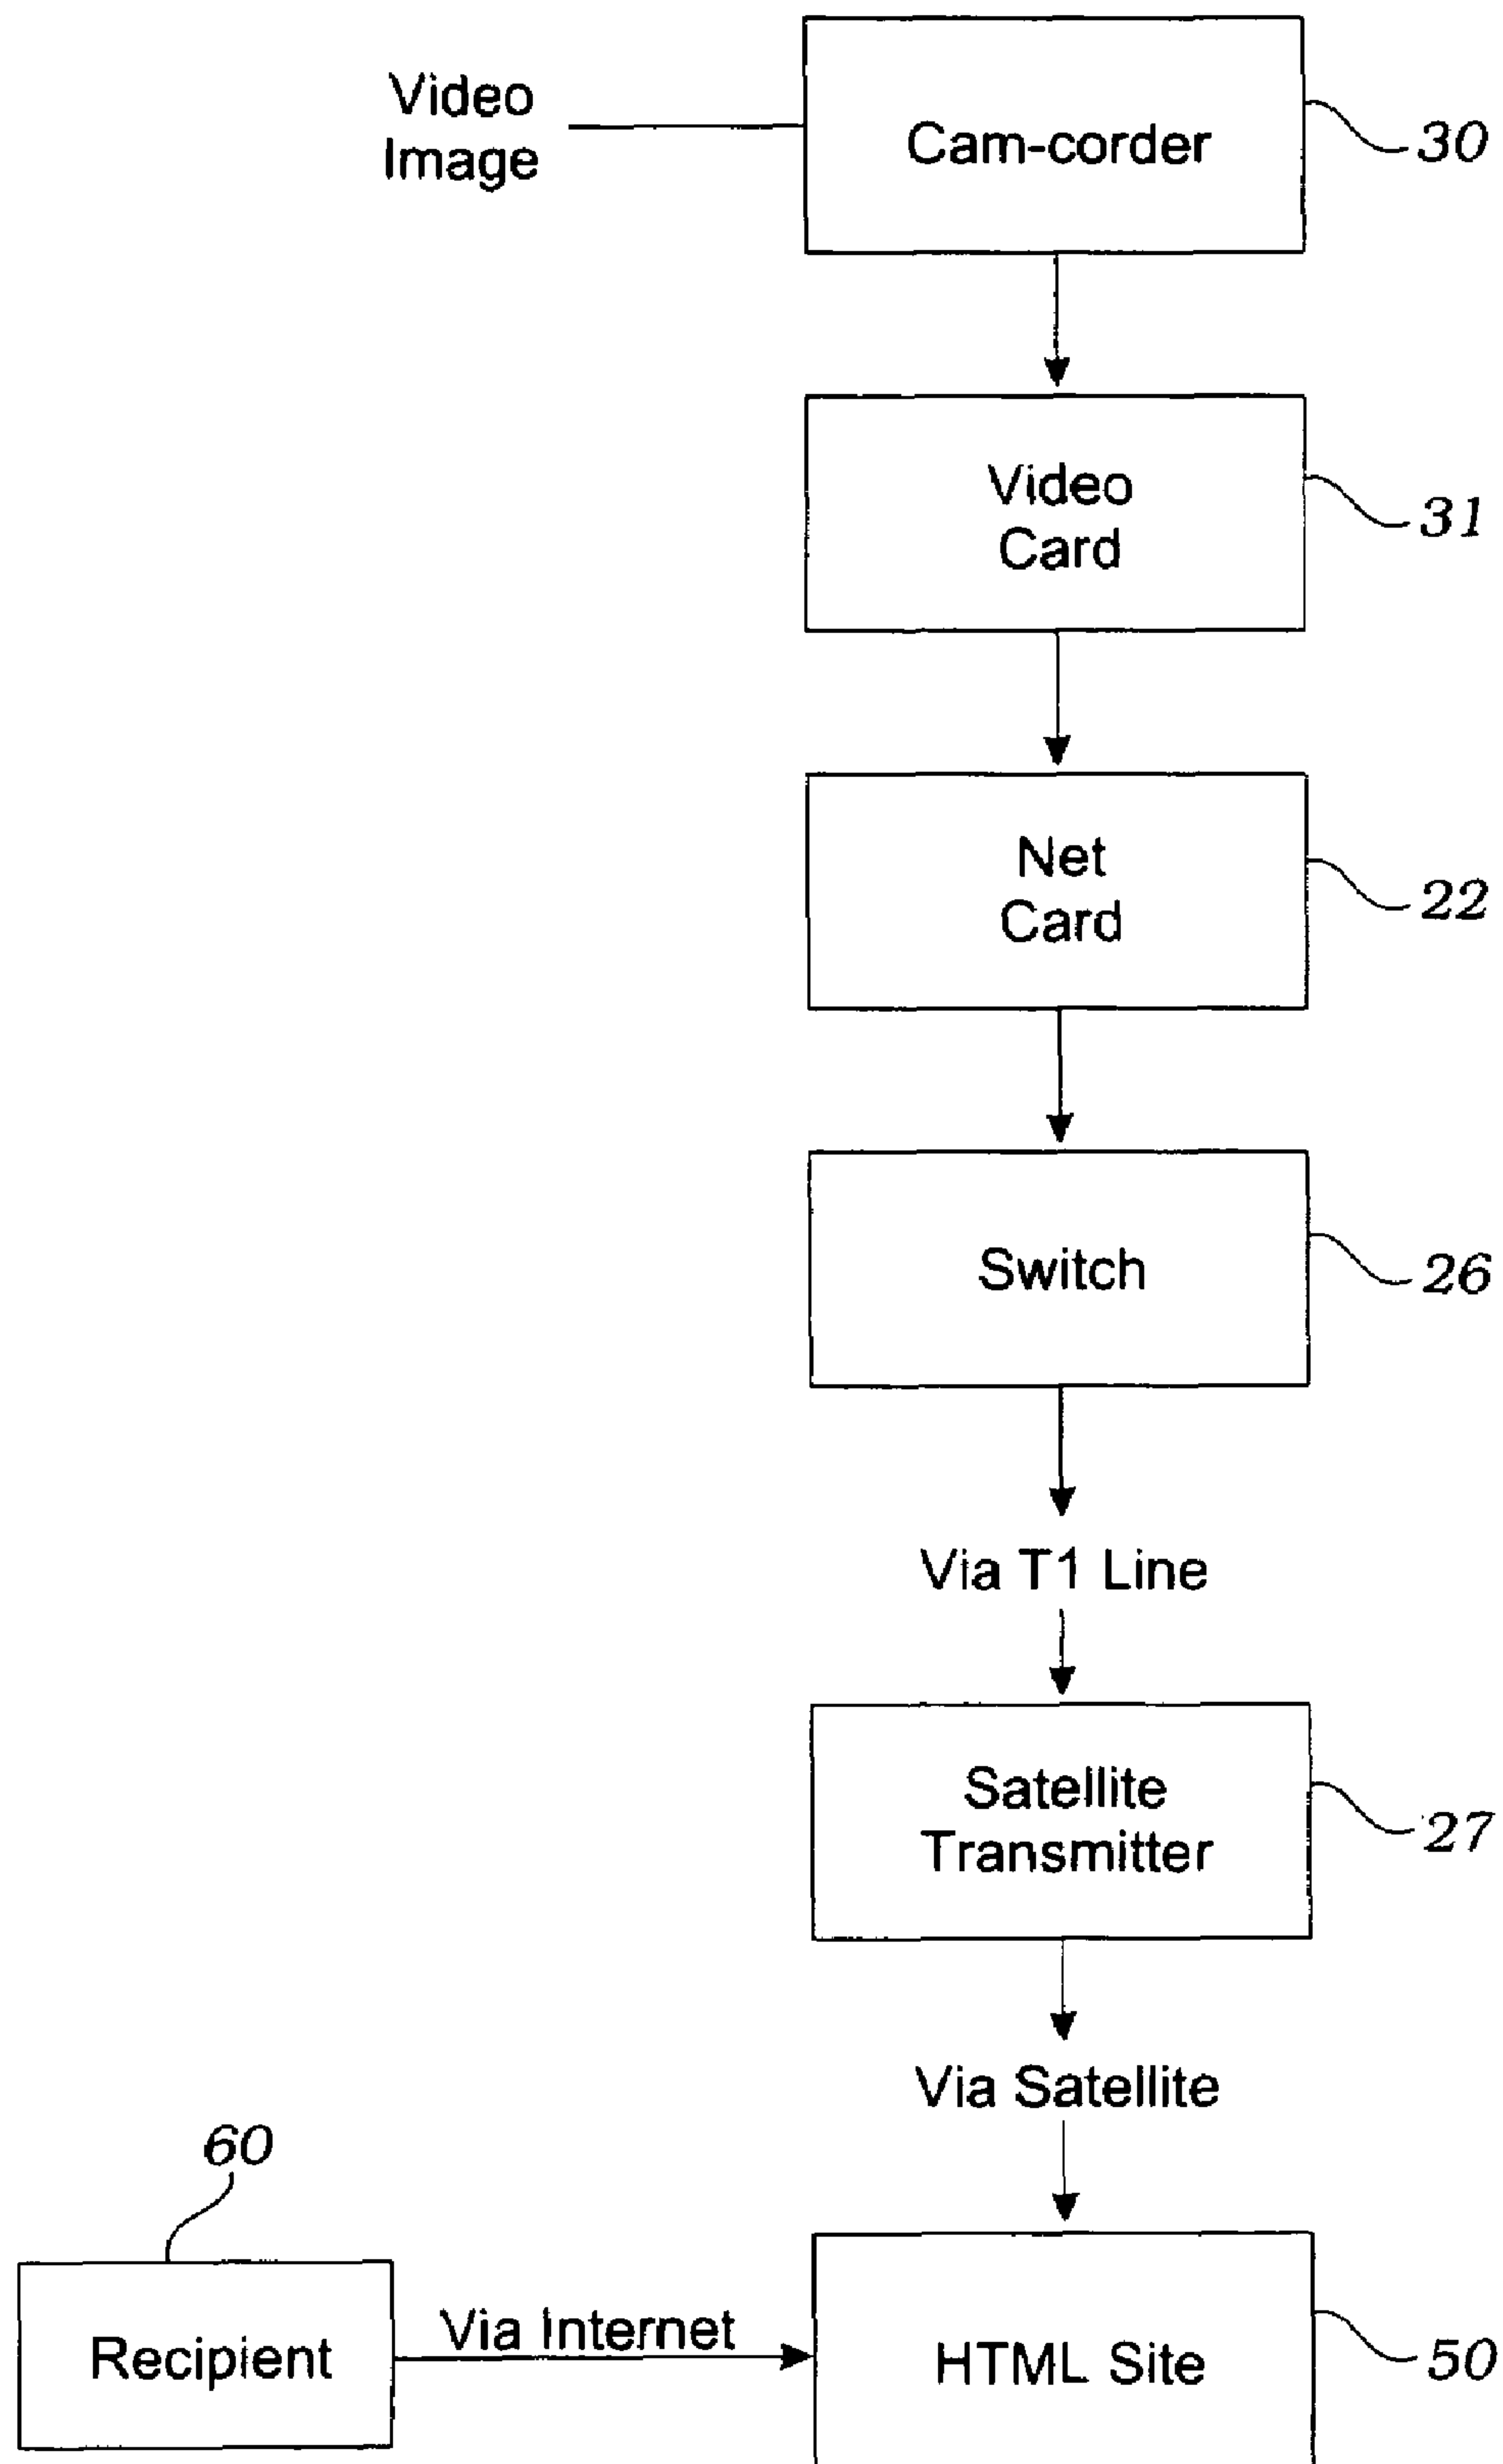 Video
Image
Cam-corder
30
Video
Card
31
Net
Card
22
Switch
26
Via T1 Line
Satellite
Transmitter
27
Via Satellite
60
Recipient
Via Internet
HTML Site
50